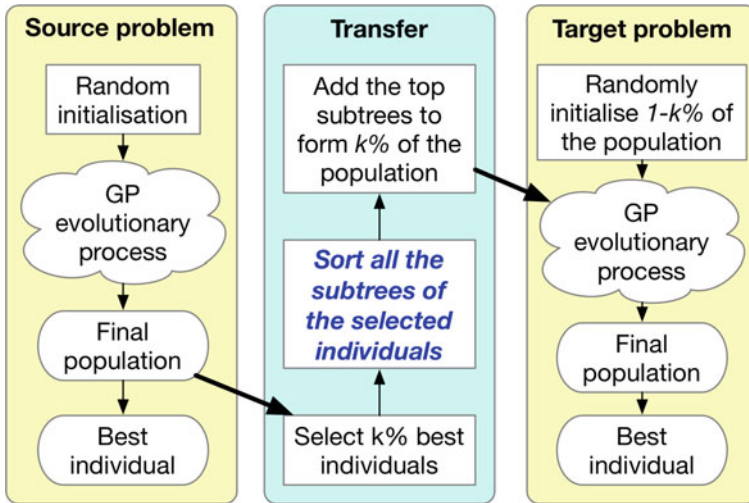 Source problem
Random
initialisation
GP
evolutionary
process
Final
population
Best
individual
Transfer
Add the top
subtrees to
form k% of the
population
Sort all the
subtrees of
the selected
individuals
Select k% best
individuals
Target problem
Randomly
initialise 1-k% of
the population
GP
evolutionary
process
Final
population
Best
individual